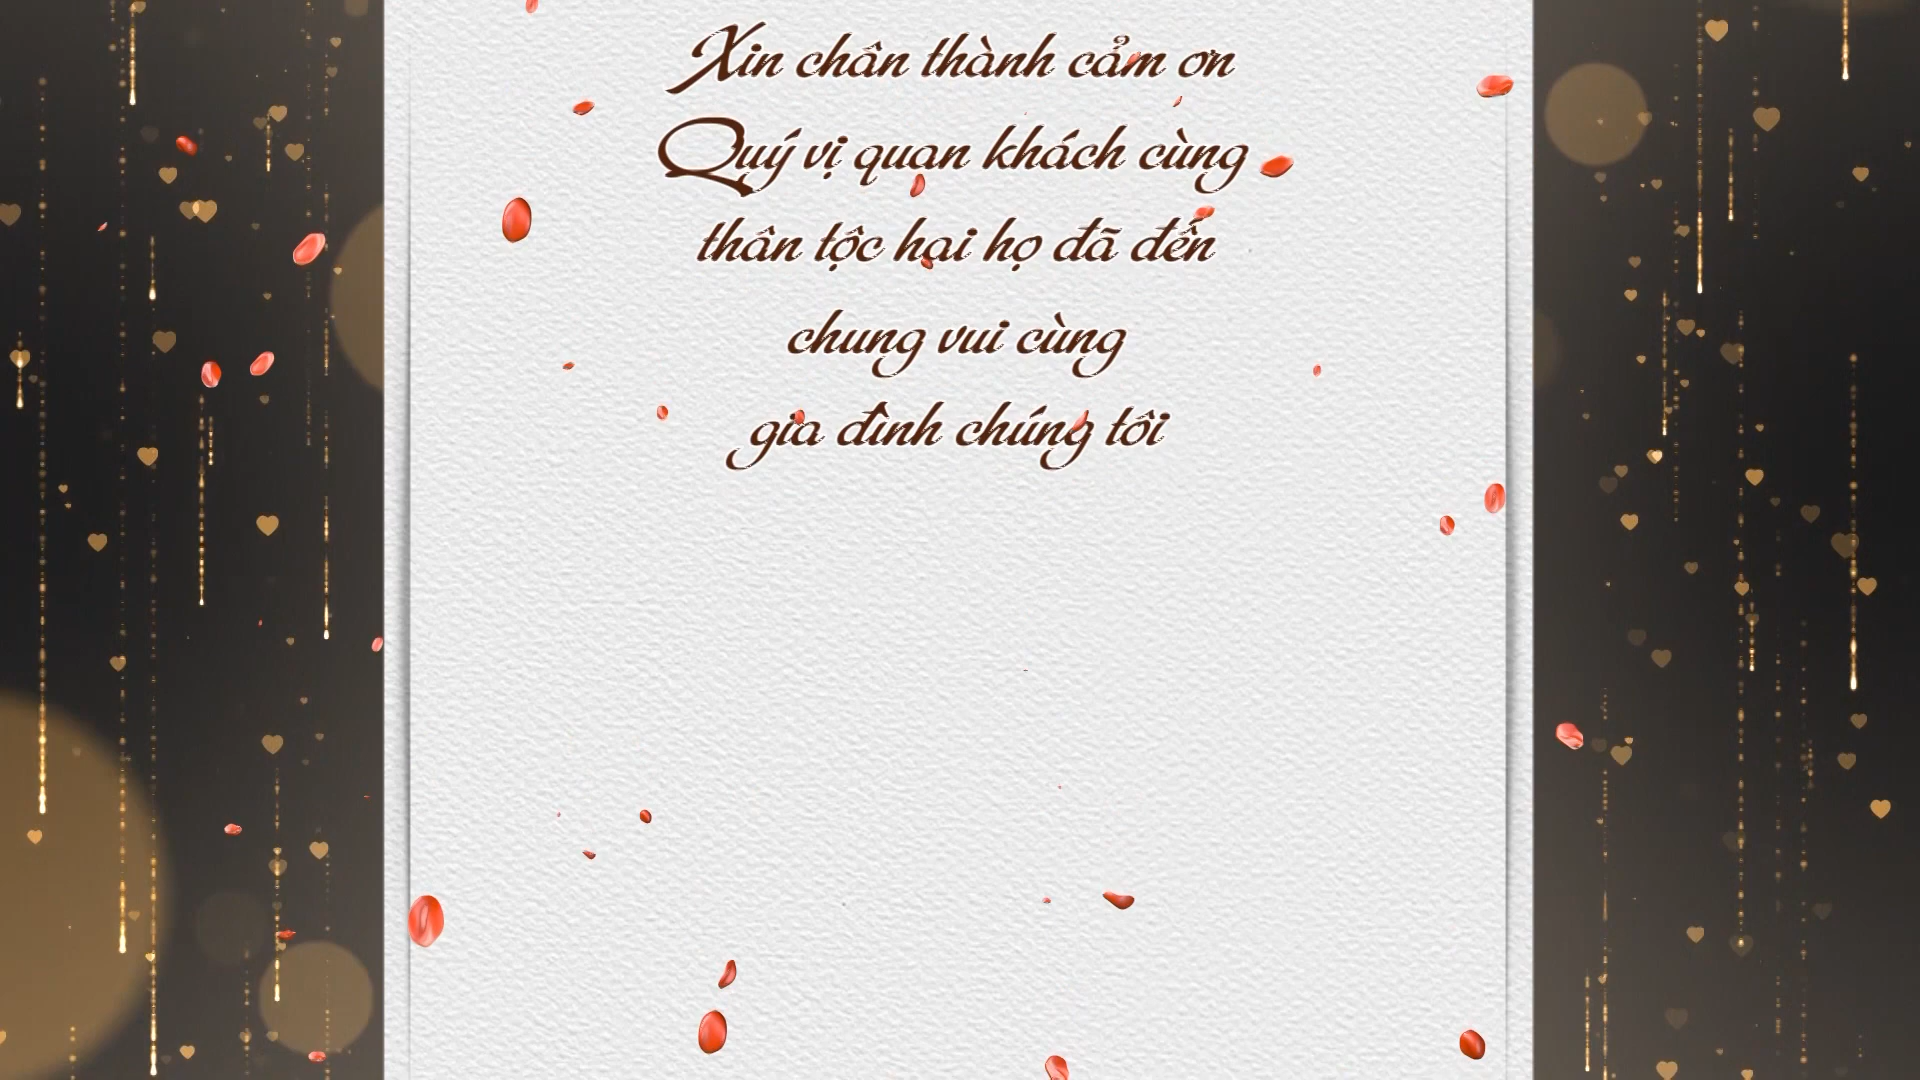 Xin chân thành cảm ơn
Quý vị quan khách cùng
thân tộc hai họ đã đến
chung vui cùng
gia đình chúng tôi